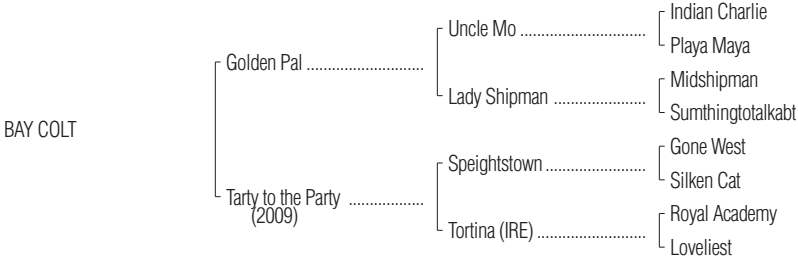 Indian Charlie
Uncle Mo ..............................
Playa Maya
Golden Pal ............................
Midshipman
Lady Shipman ......................
Sumthingtotalkabt
BAY COLT
Gone West
Speightstown ........................
Silken Cat
Tarty to the Party ..................
(2009)
Royal Academy
Tortina (IRE) ..........................
Loveliest